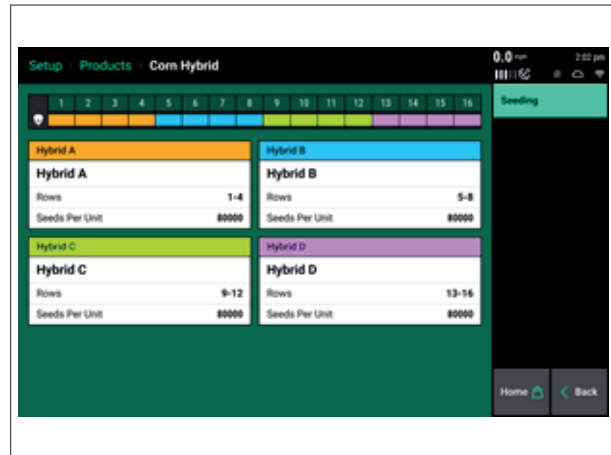 Setup Products Corn Hybrid
0.0
2:02 pm
1 2 3 4 5 6 7 8 9 10 11 12 13 14 15 16
Seeding
Hybrid A
Hybrid A
Rows 1-4
Seeds Per Unit 80000
Hybrid B
Hybrid B
Rows 5-8
Seeds Per Unit 80000
Hybrid C
Hybrid C
Rows 9-12
Seeds Per Unit 80000
Hybrid D
Hybrid D
Rows 13-16
Seeds Per Unit 80000
Home
Back